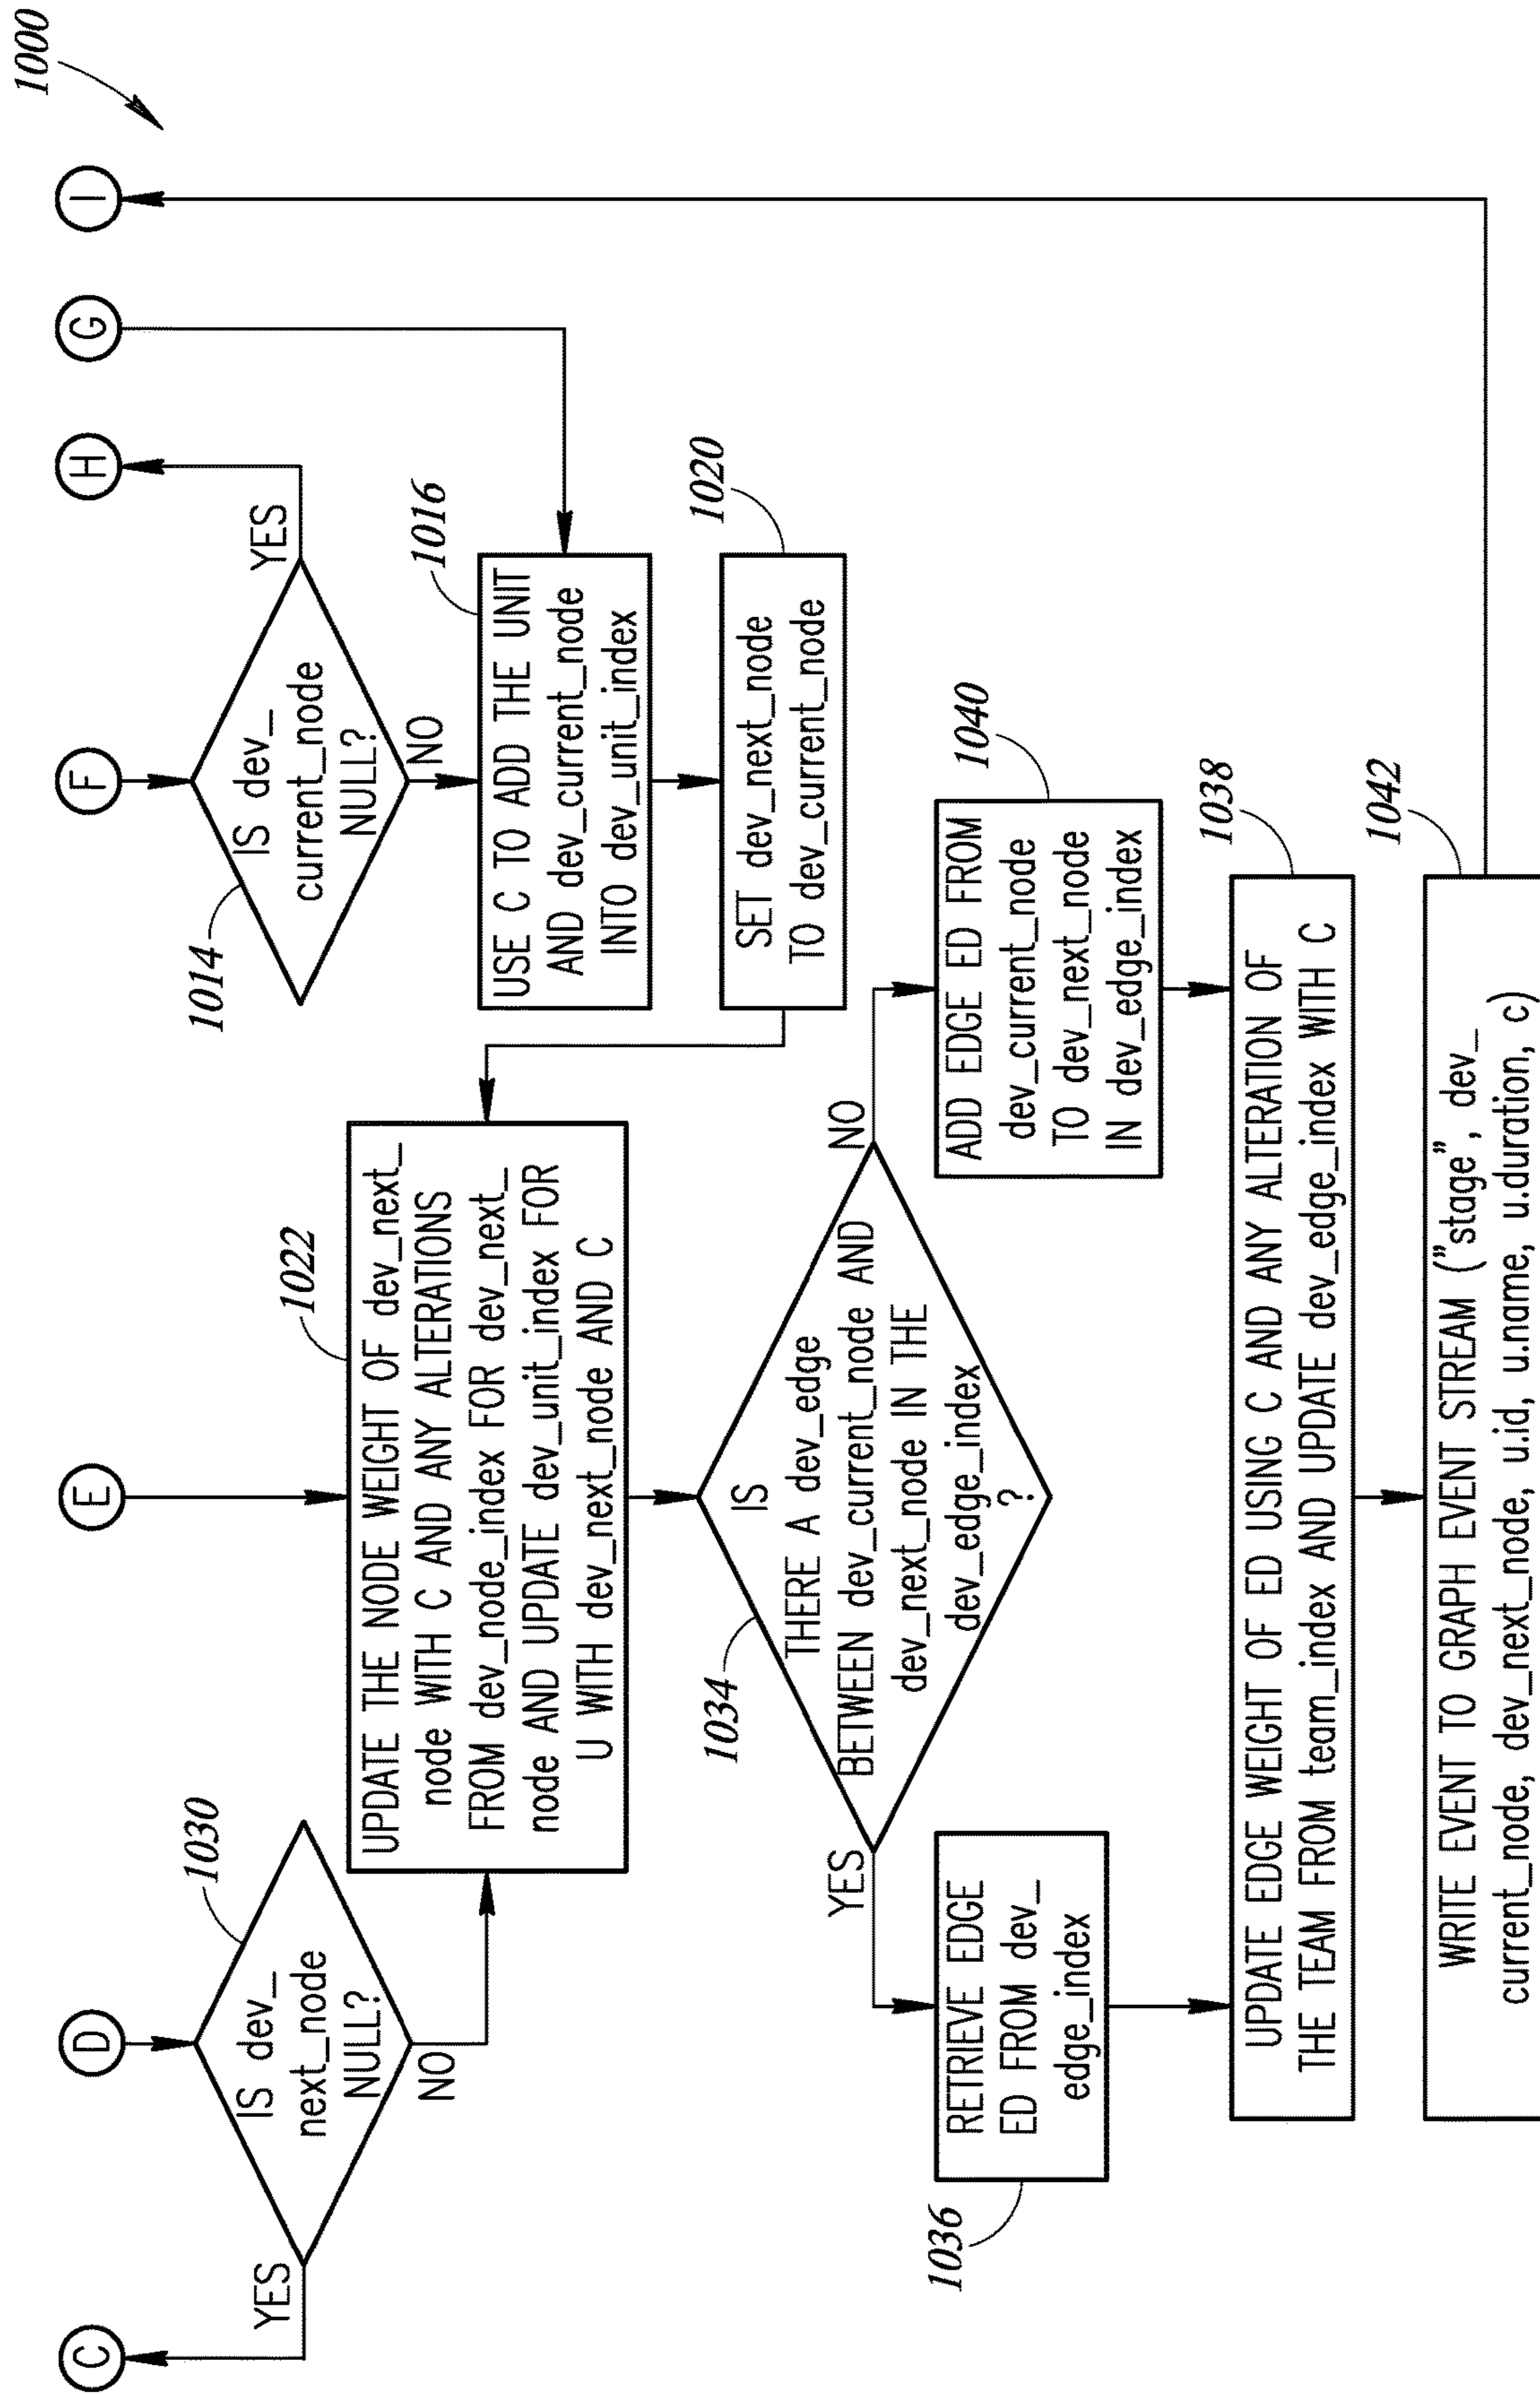 1000
C
D
E
F
H
G
I
IS dev_
next_node
NULL?
1030
YES
NO
IS dev_
current_node
NULL?
1014
YES
NO
USE C TO ADD THE UNIT
AND dev_current_node
INTO dev_unit_index
1016
SET dev_next_node
TO dev_current_node
1020
UPDATE THE NODE WEIGHT OF dev_next_
node WITH C AND ANY ALTERATIONS
FROM dev_node_index FOR dev_next_
node AND UPDATE dev_unit_index FOR
U WITH dev_next_node AND C
1022
IS
THERE A dev_edge
BETWEEN dev_current_node AND
dev_next_node IN THE
dev_edge_index
?
1034
YES
NO
RETRIEVE EDGE
ED FROM dev_
edge_index
1036
ADD EDGE ED FROM
dev_current_node
TO dev_next_node
IN dev_edge_index
1040
UPDATE EDGE WEIGHT OF ED USING C AND ANY ALTERATION OF
THE TEAM FROM team_index AND UPDATE dev_edge_index WITH C
1038
WRITE EVENT TO GRAPH EVENT STREAM ("stage", dev_
current_node, dev_next_node, u.id, u.name, u.duration, c)
1042